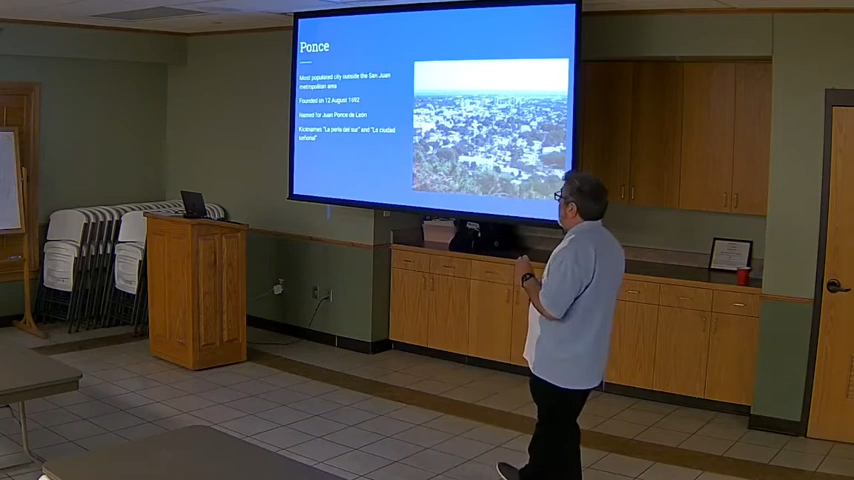 Ponce
Most populated city outside the San Juan
metropolitan area
Founded on 12 August 1692
Named for Juan Ponce de León
Kicknames "La perla del sur" and "La ciudad
señorial"